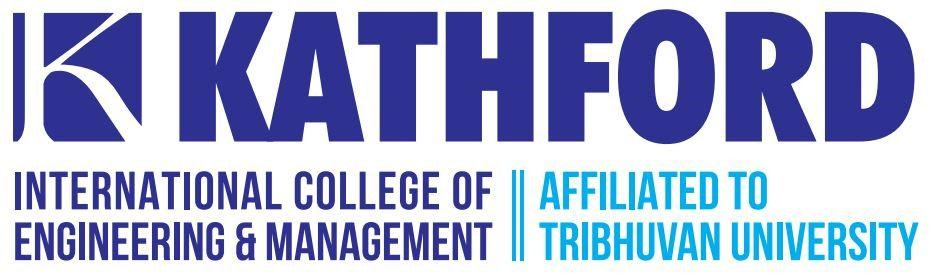 KATHFORD
INTERNATIONAL COLLEGE OF
ENGINEERING & MANAGEMENT
AFFILIATED TO
TRIBHUVAN UNIVERSITY